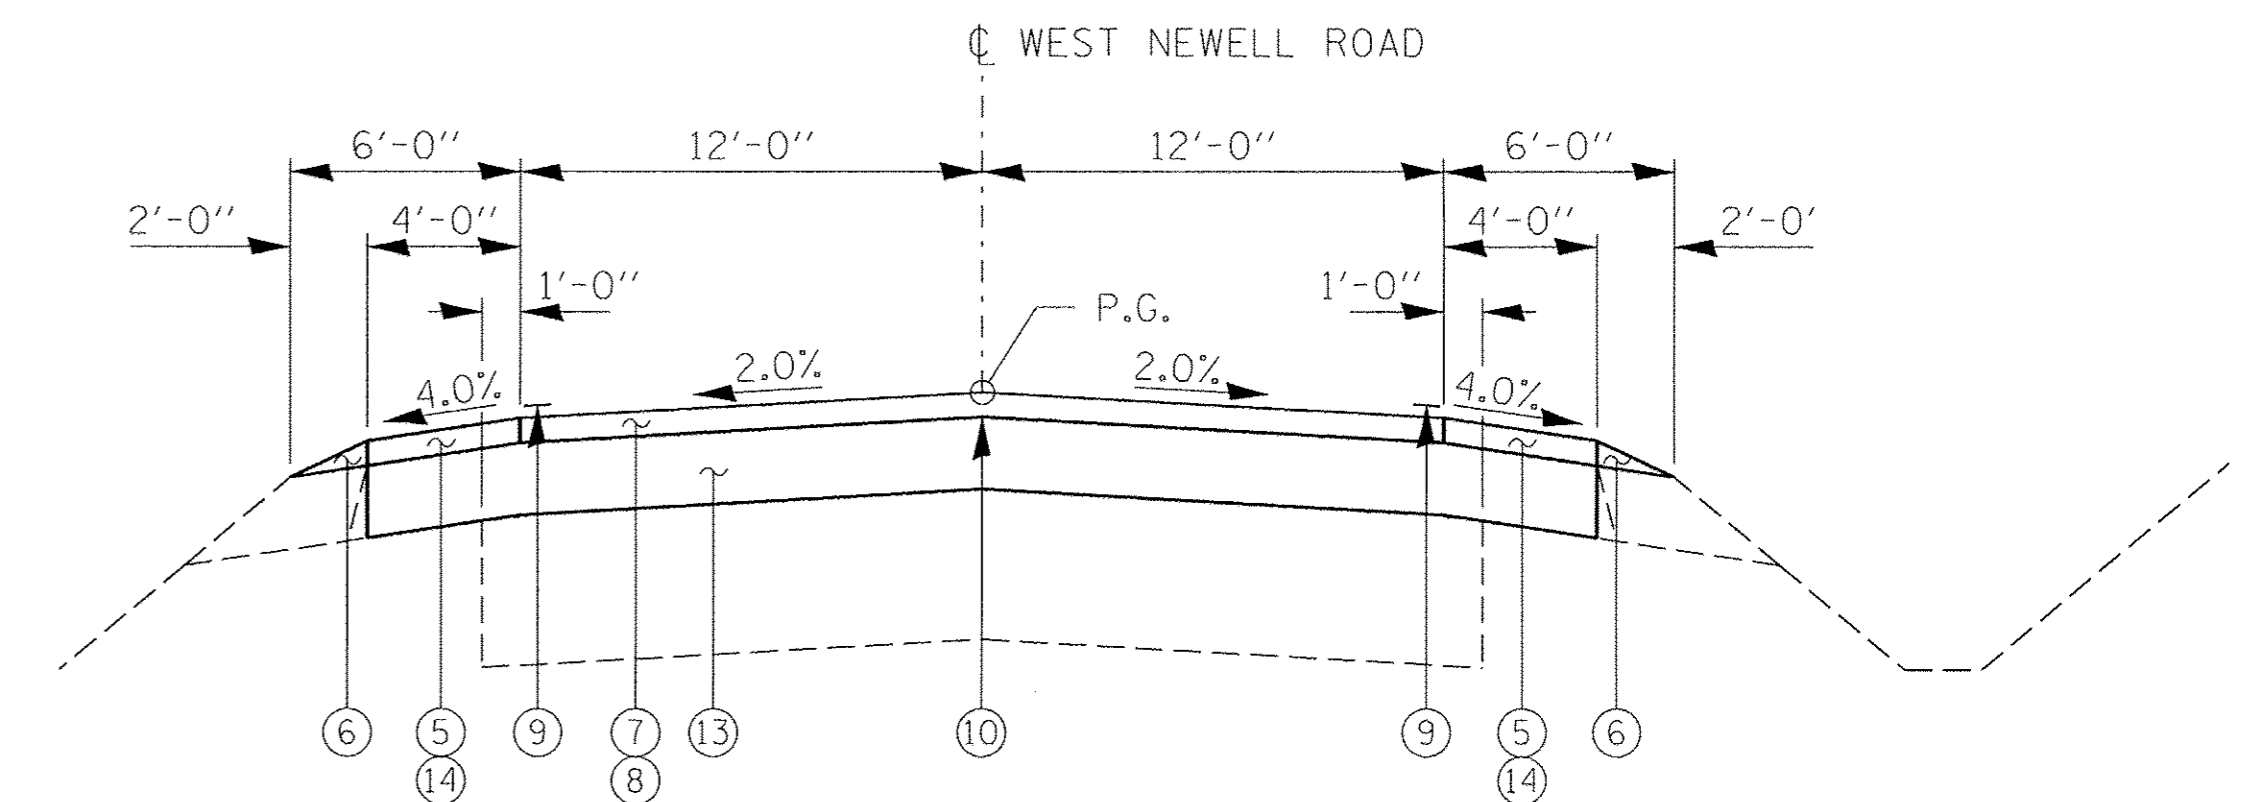 ℄ WEST NEWELL ROAD
6'-0" 12'-0" 12'-0" 6'-0"
2'-0" 4'-0" 4'-0" 2'-0'
1'-0" 1'-0"
P.G.
4.0% 2.0% 2.0% 4.0%
6 5 9 7 13 10 9 5 6
14 8 14